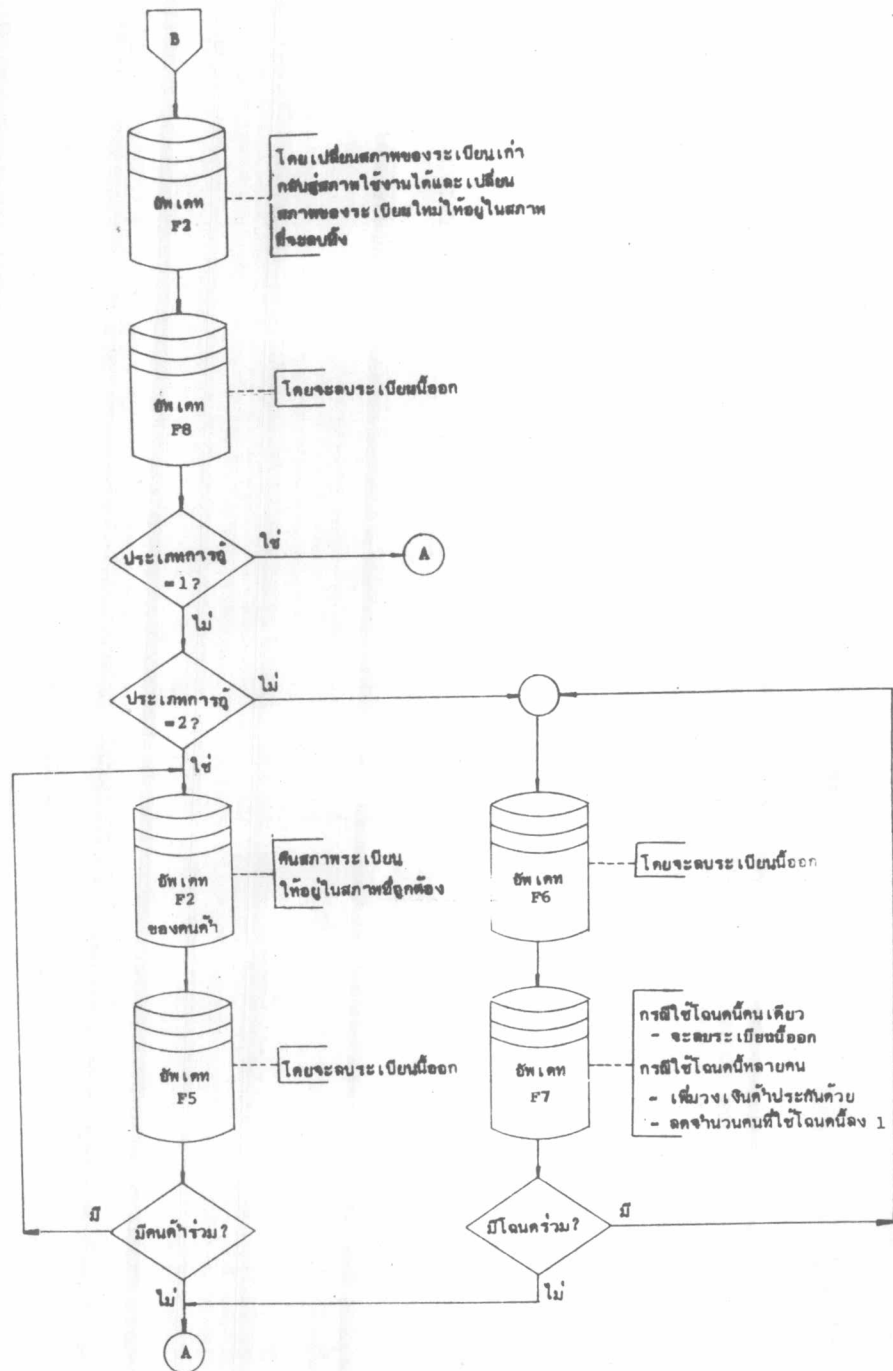 B
อัพเดท
F2
โดยเปลี่ยนสภาพของระเบียนเก่า
กลับสู่สภาพใช้งานได้และเปลี่ยน
สภาพของระเบียนใหม่ให้อยู่ในสภาพ
ที่จะลบทิ้ง
อัพเดท
F8
โดยจะลบระเบียนนี้ออก
ประเภทการกู้
=1?
ใช่
A
ไม่
ประเภทการกู้
=2?
ไม่
ใช่
อัพเดท
F2
ของคนค้ำ
คืนสภาพระเบียน
ให้อยู่ในสภาพที่ถูกต้อง
อัพเดท
F6
โดยจะลบระเบียนนี้ออก
อัพเดท
F5
โดยจะลบระเบียนนี้ออก
อัพเดท
F7
กรณีใช้โฉนดนี้คนเดียว
- จะลบระเบียนนี้ออก
กรณีใช้โฉนดนี้หลายคน
- เพิ่มวงเงินค้ำประกันด้วย
- ลดจำนวนคนที่ใช้โฉนดนี้ลง 1
มี
มีคนค้ำร่วม?
มีโฉนดร่วม?
มี
ไม่
ไม่
A